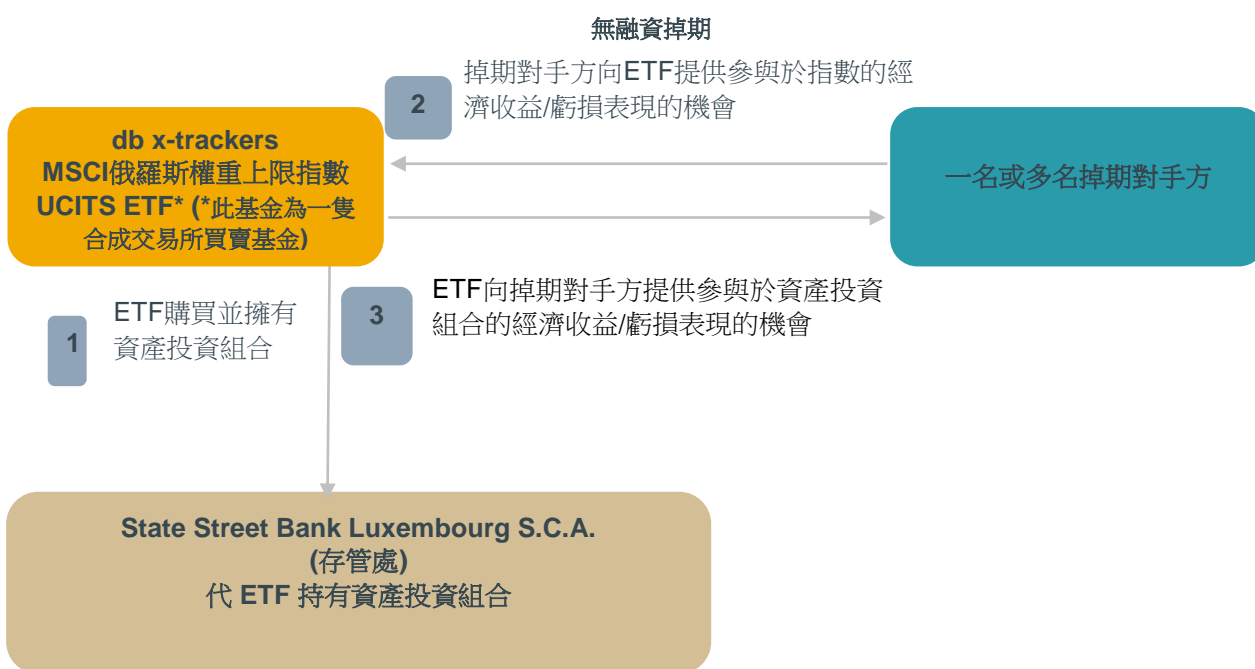 無融資掉期
2
掉期對手方向ETF提供參與於指數的經
濟收益/虧損表現的機會
db x-trackers
MSCI俄羅斯權重上限指數
UCITS ETF* (*此基金為一隻
合成交易所買賣基金)
一名或多名掉期對手方
1
ETF購買並擁有
資產投資組合
3
ETF向掉期對手方提供參與於資產投資
組合的經濟收益/虧損表現的機會
State Street Bank Luxembourg S.C.A.
(存管處)
代 ETF 持有資產投資組合